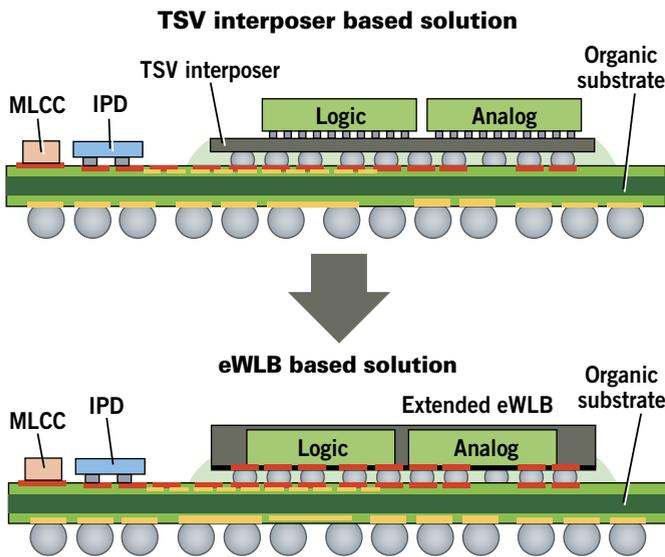 TSV interposer based solution
TSV interposer
Organic
substrate
MLCC
IPD
Logic
Analog
eWLB based solution
Organic
substrate
MLCC
IPD
Extended eWLB
Logic
Analog